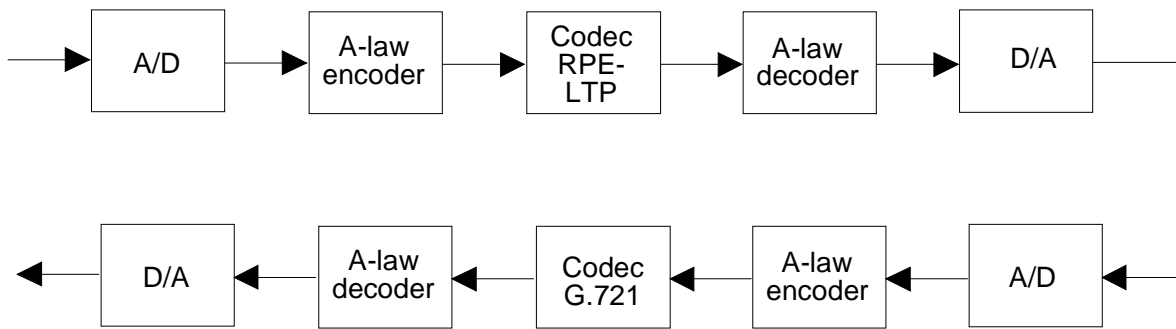 A/D
A-law
encoder
Codec
RPE-
LTP
A-law
decoder
D/A
D/A
A-law
decoder
Codec
G.721
A-law
encoder
A/D